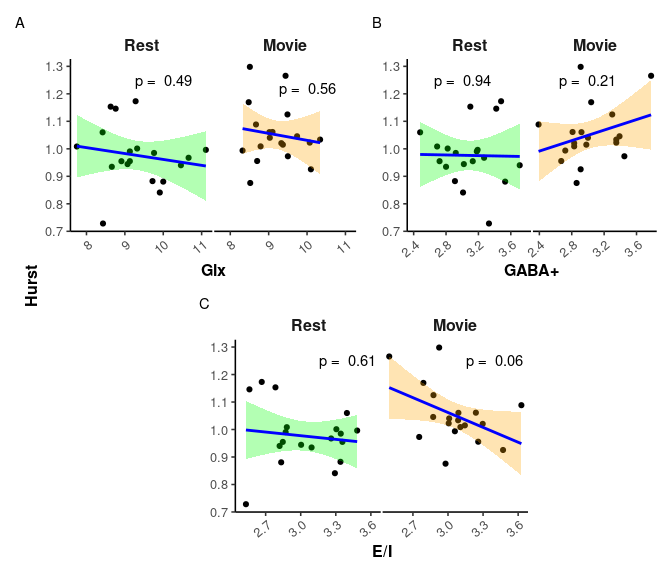 A
B
Rest
Movie
Rest
Movie
p = 0.49
p = 0.56
p = 0.94
p = 0.21
1.3
1.2
1.1
1.0
0.9
0.8
0.7
1.3
1.2
1.1
1.0
0.9
0.8
0.7
8
9
10
11
8
9
10
11
2.4
2.8
3.2
3.6
2.4
2.8
3.2
3.6
Glx
GABA+
Hurst
C
Rest
Movie
p = 0.61
p = 0.06
1.3
1.2
1.1
1.0
0.9
0.8
0.7
2.7
3.0
3.3
3.6
2.7
3.0
3.3
3.6
E/I